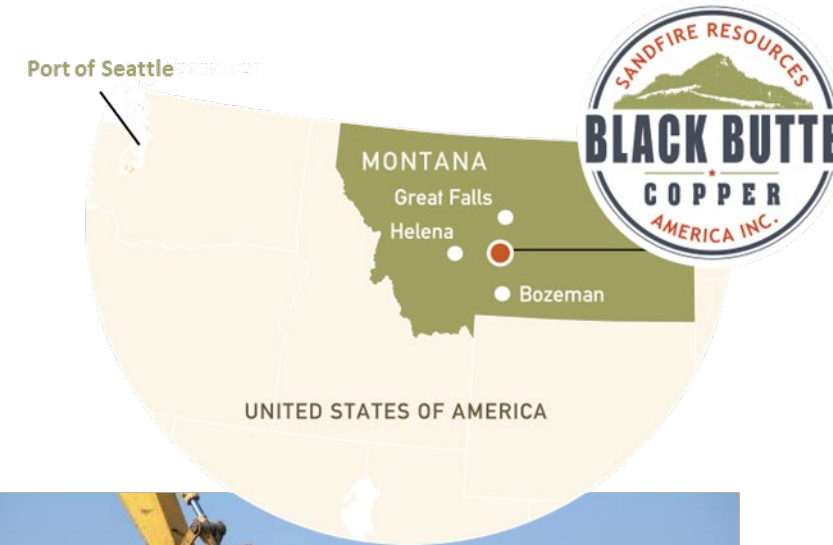 Port of Seattle
SANDFIRE RESOURCES
BLACK BUTTE
COPPER
AMERICA INC.
MONTANA
Great Falls
Helena
Bozeman
UNITED STATES OF AMERICA